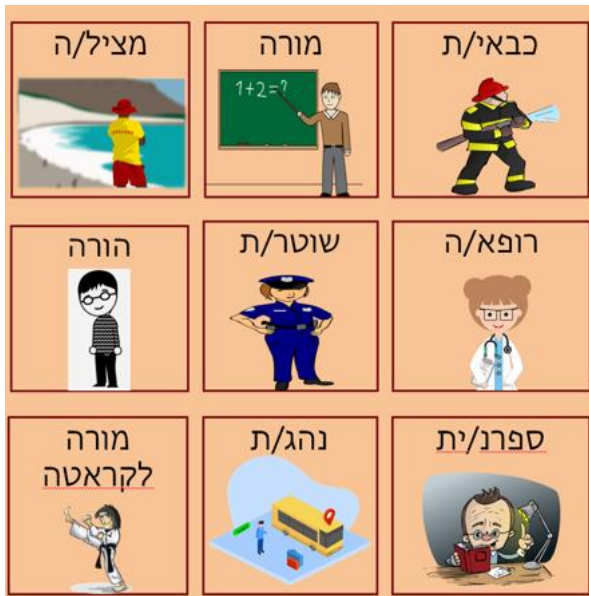 כבאי/ת
מורה
1+2=?
מציל/ה
רופא/ה
שוטר/ת
הורה
ספרנ/ית
נהג/ת
מורה
לקראטה